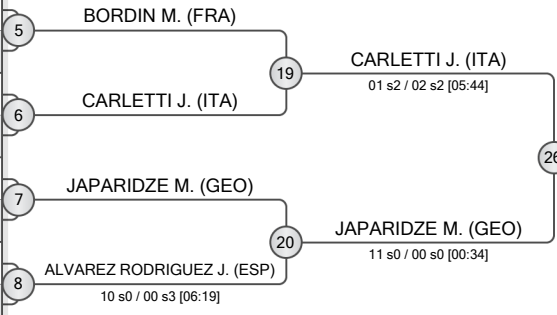 BORDIN M. (FRA)
5
19
CARLETTI J. (ITA)
01 s2 / 02 s2 [05:44]
CARLETTI J. (ITA)
6
26
JAPARIDZE M. (GEO)
7
20
JAPARIDZE M. (GEO)
11 s0 / 00 s0 [00:34]
ALVAREZ RODRIGUEZ J. (ESP)
8
10 s0 / 00 s3 [06:19]